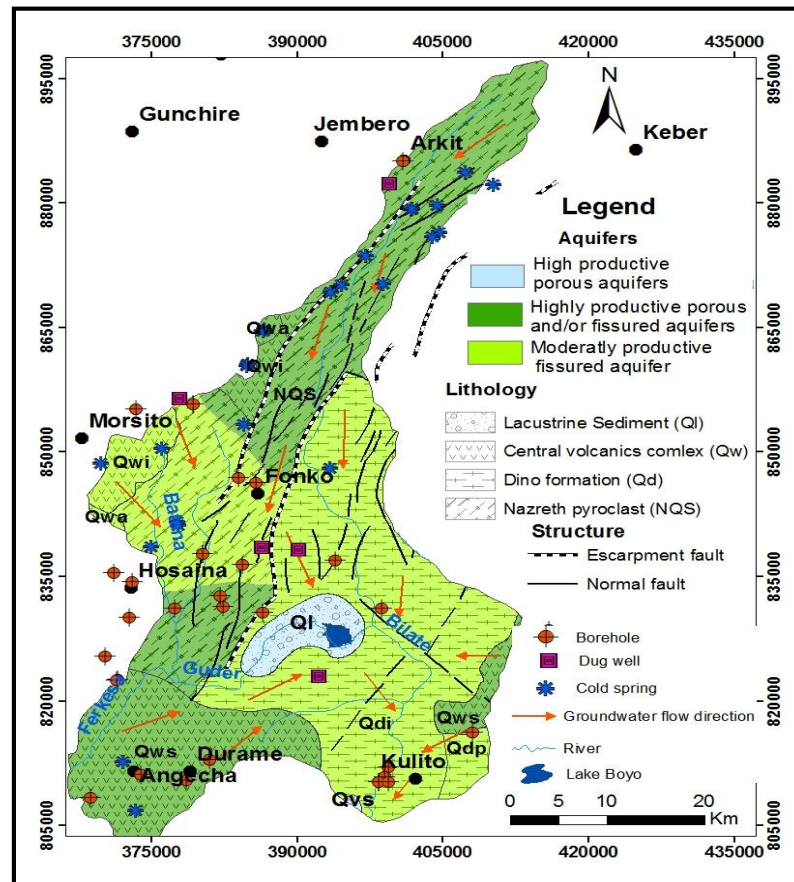 375000 390000 405000 420000 435000
895000 895000
N
Gunchire
Jembero
Keber
Arkit
880000 880000
Legend
Aquifers
High productive
porous aquifers
Highly productive porous
and/or fissured aquifers
Moderatly productive
fissured aquifer
865000 865000
Qwa
Qwi
NQS
Lithology
Lacustrine Sediment (Ql)
Central volcanics comlex (Qw)
Dino formation (Qd)
Nazreth pyroclast (NQS)
Morsito
850000 850000
Qwi
Fonko
Qwa
Structure
Escarpment fault
Normal fault
835000 835000
Hosaina
Ql
Bilate
Guder
Ferkesa
Borehole
Dug well
Cold spring
Groundwater flow direction
River
Lake Boyo
820000 820000
Qdi
Qws
Qdp
Qws
Durame
Angecha
Kulito
Qvs
0 5 10 20
Km
805000 805000
375000 390000 405000 420000 435000